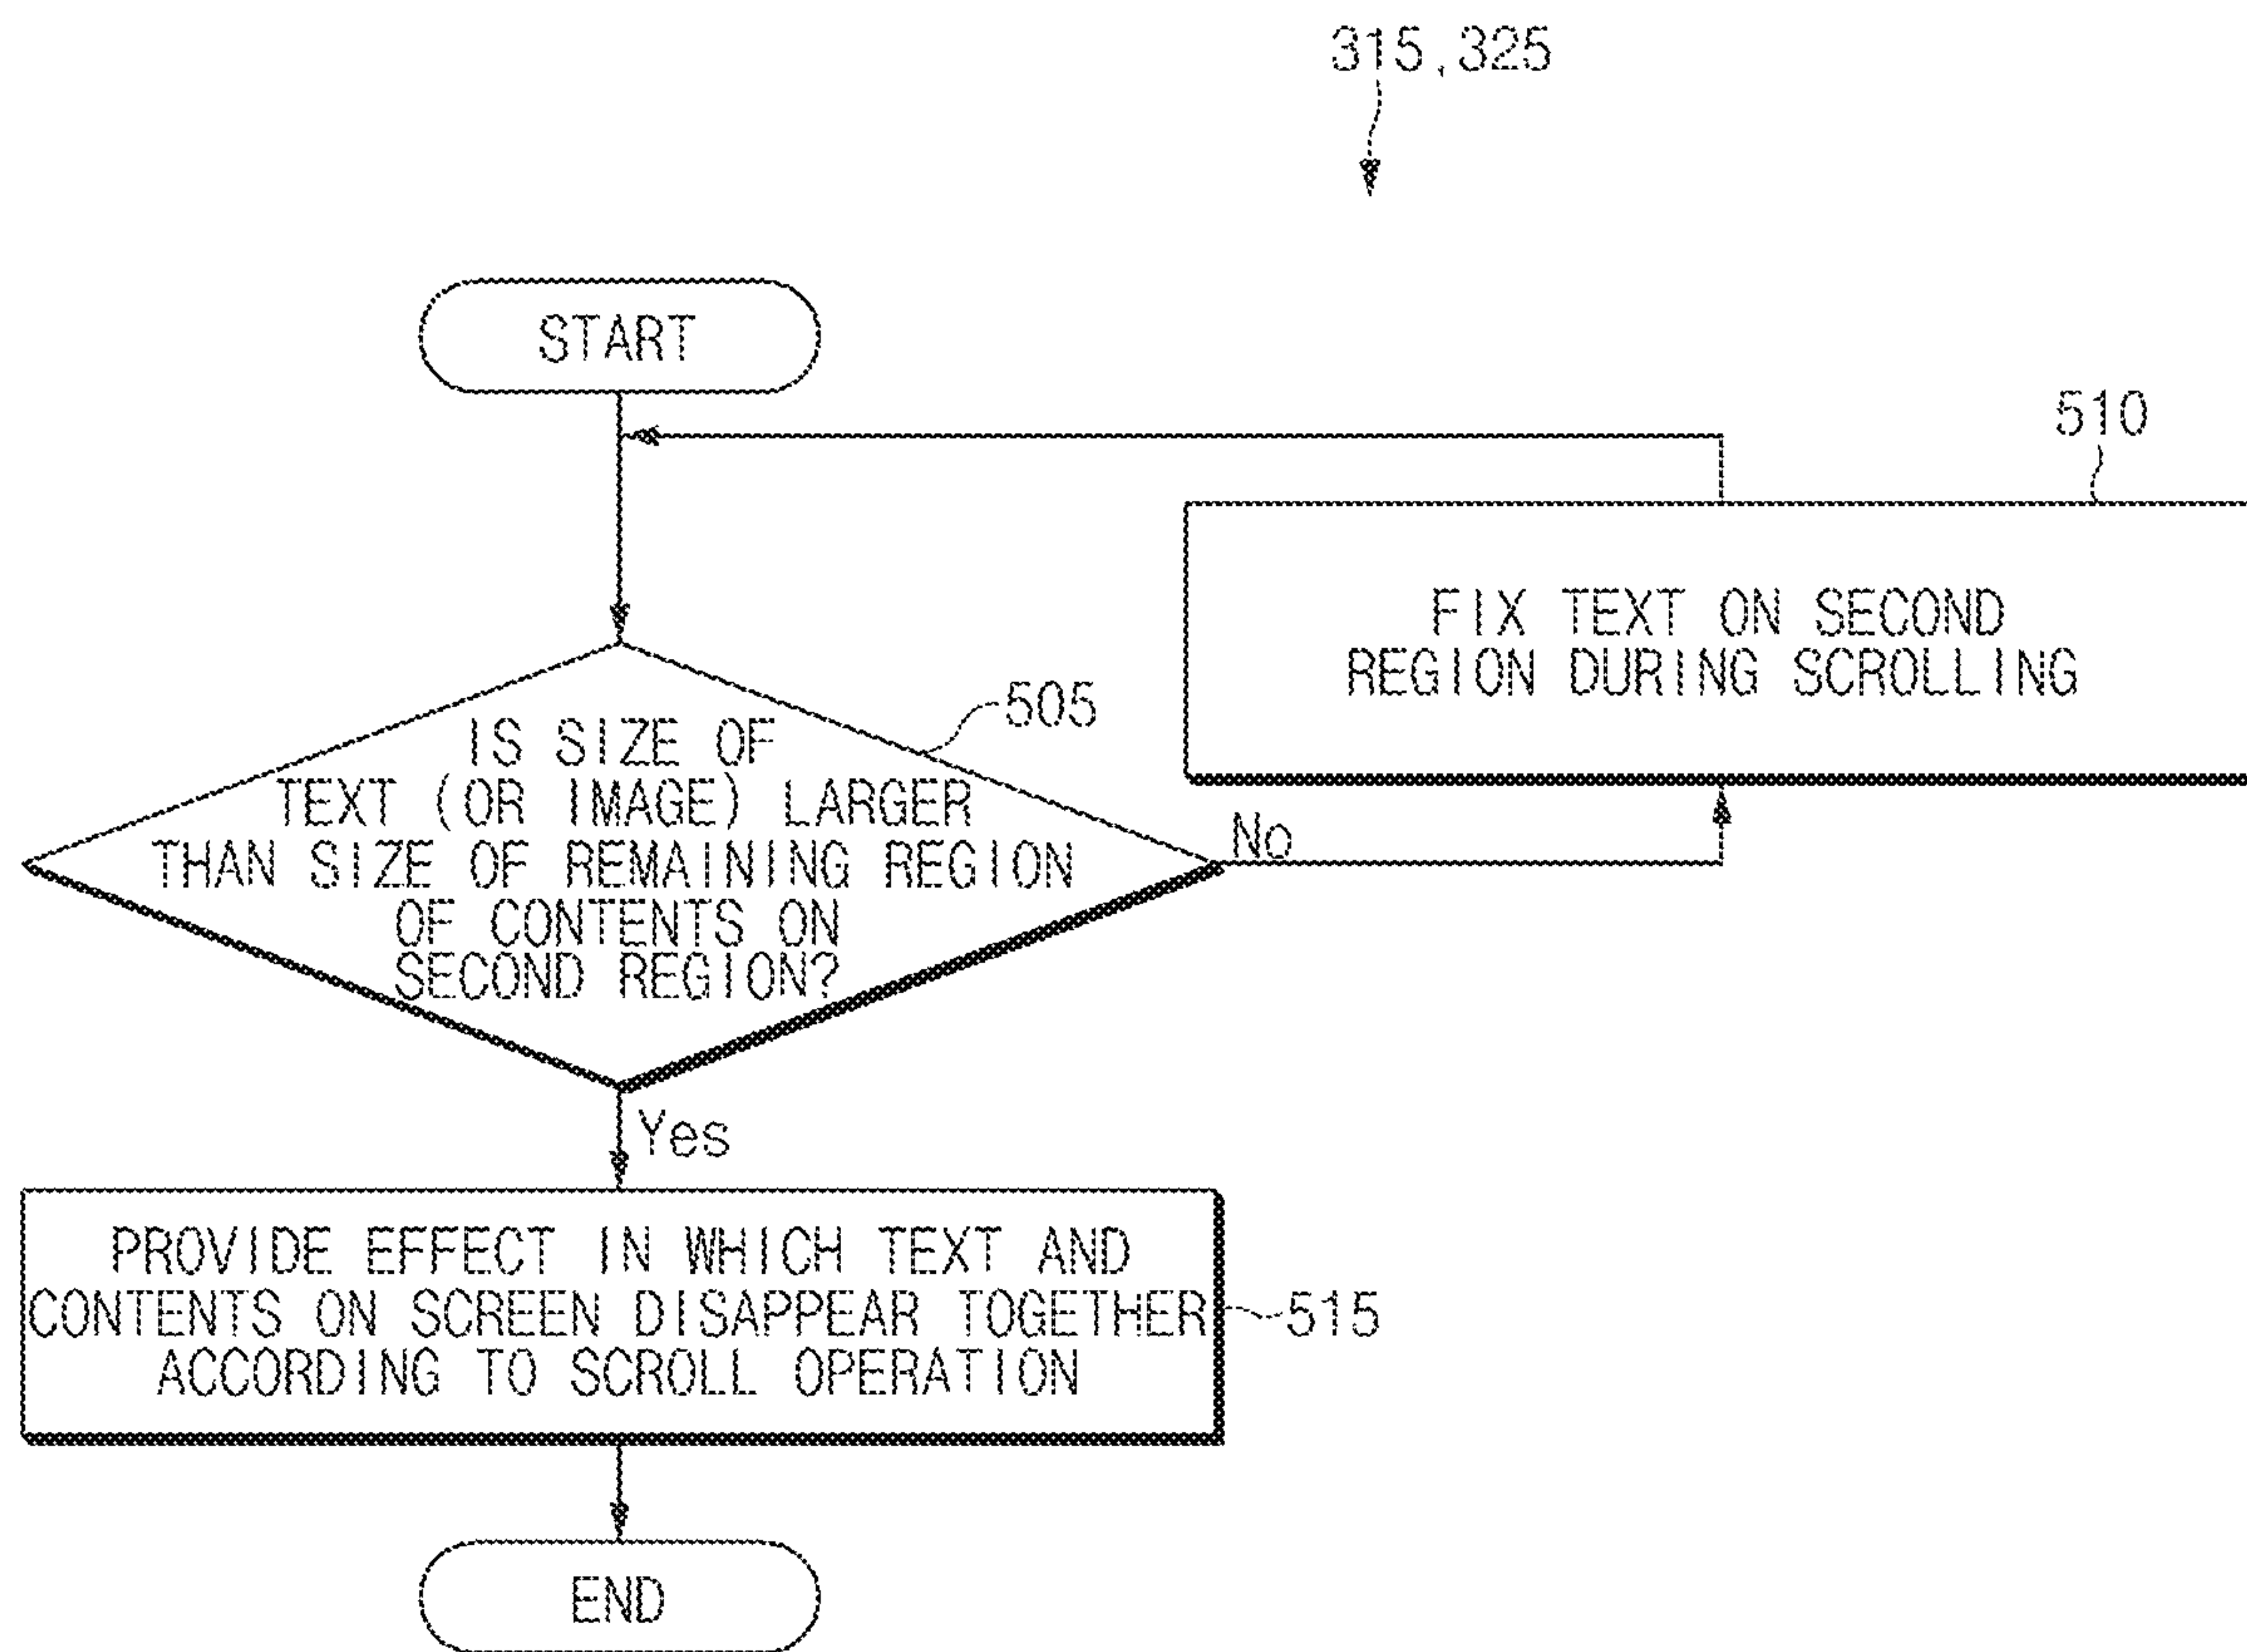 315,325
START
510
FIX TEXT ON SECOND
REGION DURING SCROLLING
505
IS SIZE OF
TEXT (OR IMAGE) LARGER
THAN SIZE OF REMAINING REGION
OF CONTENTS ON
SECOND REGION?
No
Yes
PROVIDE EFFECT IN WHICH TEXT AND
CONTENTS ON SCREEN DISAPPEAR TOGETHER
ACCORDING TO SCROLL OPERATION
515
END